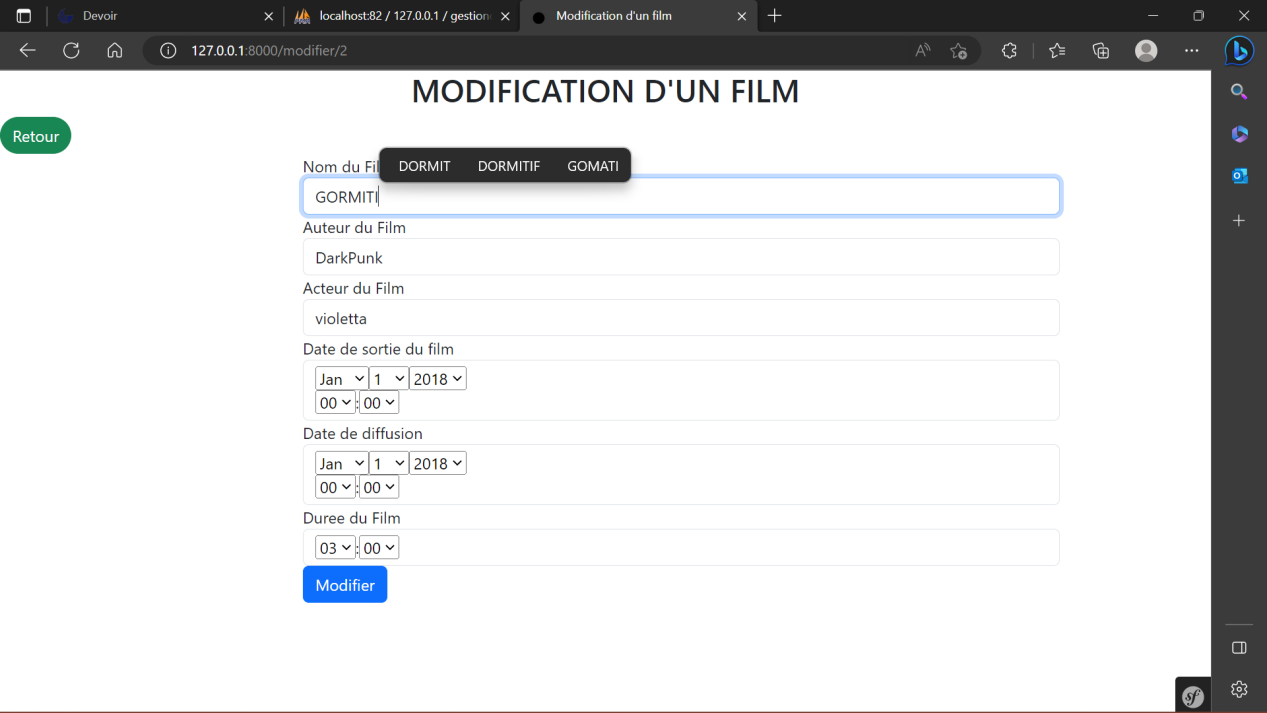 Devoir
localhost:82 / 127.0.0.1 / gestion
Modification d'un film
127.0.0.1:8000/modifier/2
MODIFICATION D'UN FILM
Retour
DORMIT DORMITIF GOMATI
Nom du Fil
GORMITI
Auteur du Film
DarkPunk
Acteur du Film
violetta
Date de sortie du film
Jan 1 2018
00 : 00
Date de diffusion
Jan 1 2018
00 : 00
Duree du Film
03 : 00
Modifier
sf